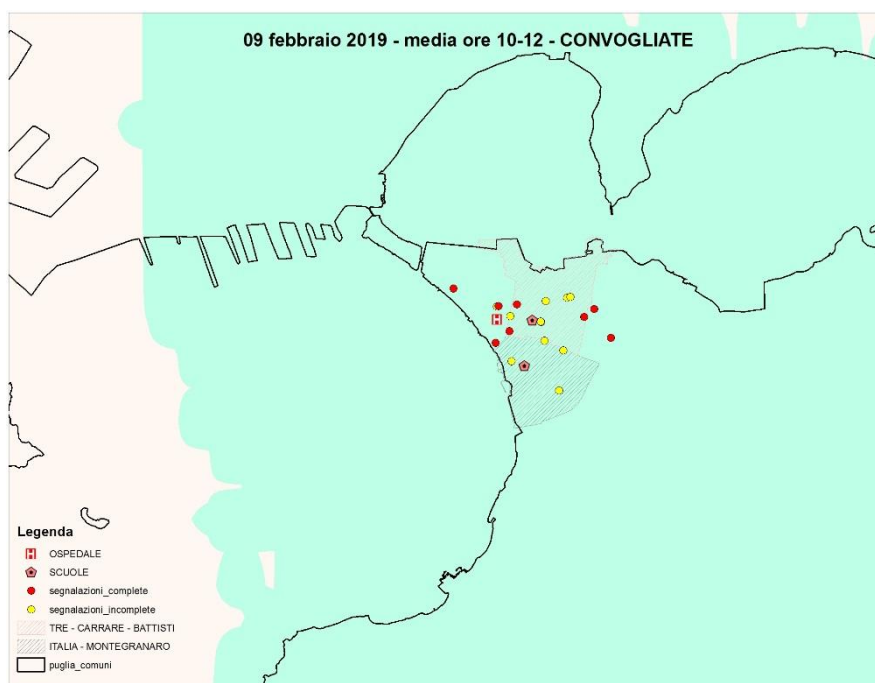 09 febbraio 2019 - media ore 10-12 - CONVOGLIATE
Legenda
H OSPEDALE
SCUOLE
segnalazioni_complete
segnalazioni_incomplete
TRE - CARRARE - BATTISTI
ITALIA - MONTEGRANARO
puglia_comuni
H